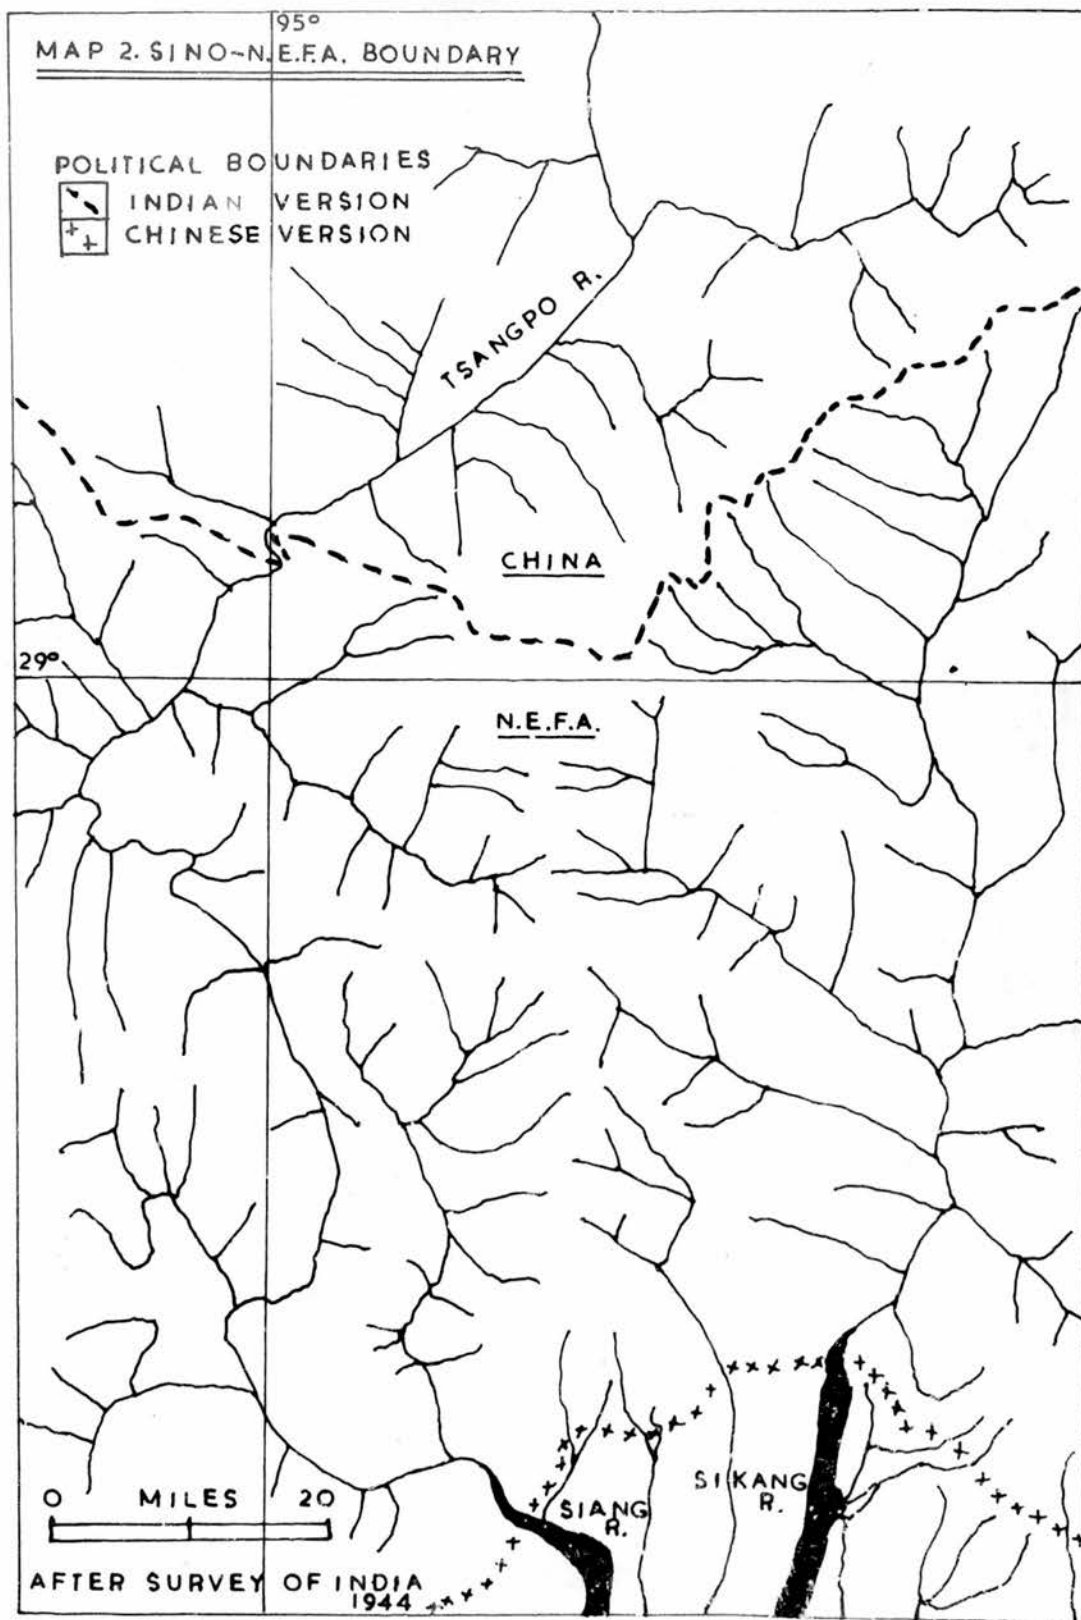 95°
MAP 2. SINO-N.E.F.A. BOUNDARY
POLITICAL BOUNDARIES
INDIAN VERSION
CHINESE VERSION
TSANGPO R.
CHINA
29°
N.E.F.A.
SIKANG
R.
SIANG
R.
0 MILES 20
AFTER SURVEY OF INDIA
1944